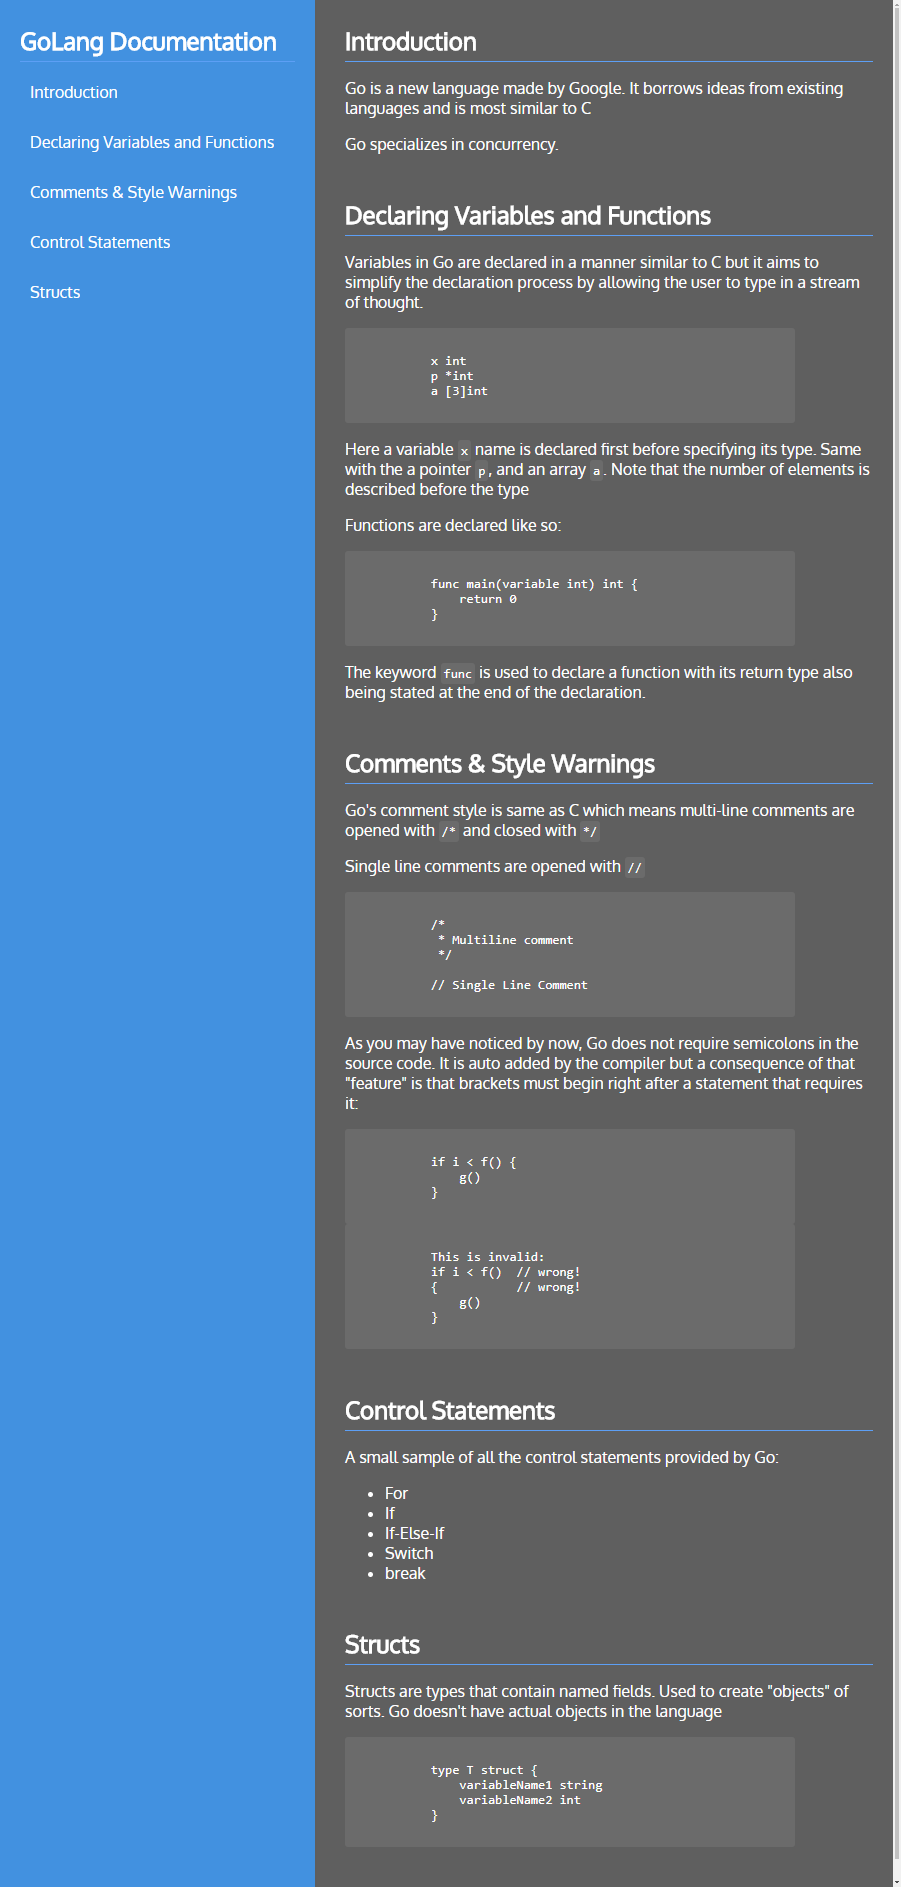 GoLang Documentation
Introduction
Declaring Variables and Functions
Comments & Style Warnings
Control Statements
Structs
Introduction
Go is a new language made by Google. It borrows ideas from existing
languages and is most similar to C
Go specializes in concurrency.
Declaring Variables and Functions
Variables in Go are declared in a manner similar to C but it aims to
simplify the declaration process by allowing the user to type in a stream
of thought.
x int
p *int
a [3]int
Here a variable x name is declared first before specifying its type. Same
with the a pointer p, and an array a. Note that the number of elements is
described before the type
Functions are declared like so:
func main(variable int) int {
    return 0
}
The keyword func is used to declare a function with its return type also
being stated at the end of the declaration.
Comments & Style Warnings
Go's comment style is same as C which means multi-line comments are
opened with /* and closed with */
Single line comments are opened with //
/*
 * Multiline comment
 */
// Single Line Comment
As you may have noticed by now, Go does not require semicolons in the
source code. It is auto added by the compiler but a consequence of that
"feature" is that brackets must begin right after a statement that requires
it:
if i < f() {
    g()
}
This is invalid:
if i < f()  // wrong!
{           // wrong!
    g()
}
Control Statements
A small sample of all the control statements provided by Go:
• For
• If
• If-Else-If
• Switch
• break
Structs
Structs are types that contain named fields. Used to create "objects" of
sorts. Go doesn't have actual objects in the language
type T struct {
    variableName1 string
    variableName2 int
}